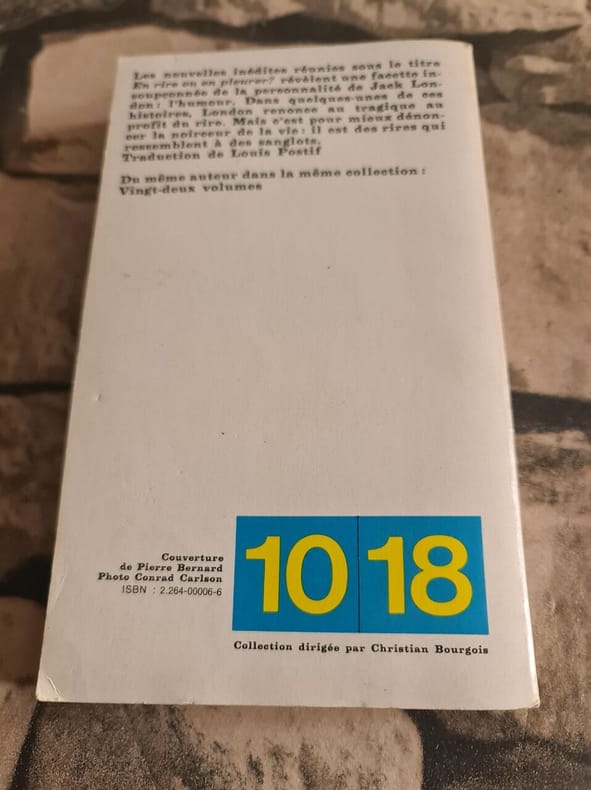 Les nouvelles inédites réunies sous le titre
En rire ou en pleurer? révèlent une facette in-
soupçonnée de la personnalité de Jack Lon-
don : l'humour. Dans quelques-unes de ces
histoires, London renonce au tragique au
profit du rire. Mais c'est pour mieux dénon-
cer la noirceur de la vie : il est des rires qui
ressemblent à des sanglots.
Traduction de Louis Postif
Du même auteur dans la même collection :
Vingt-deux volumes
Couverture
de Pierre Bernard
Photo Conrad Carlson
ISBN : 2.264-00006-6
10 18
Collection dirigée par Christian Bourgois